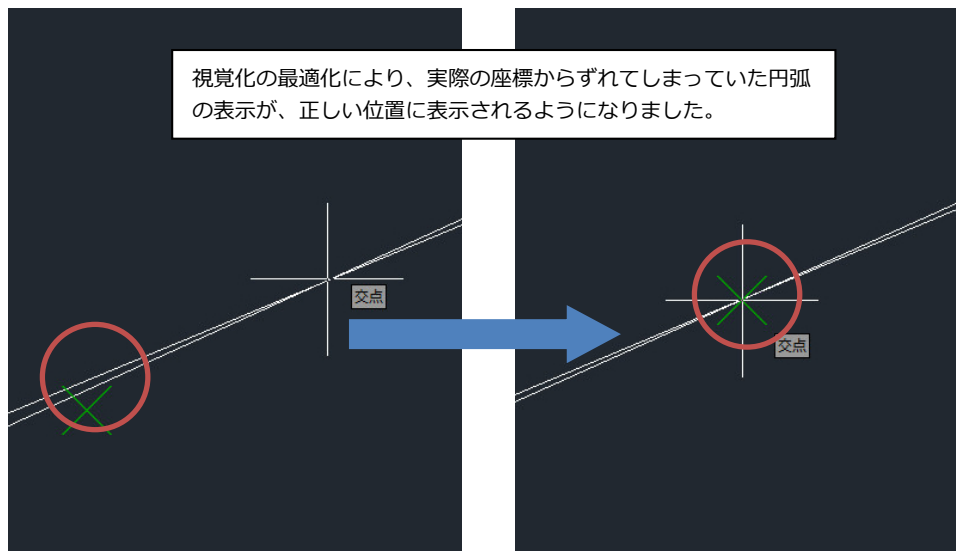 視覚化の最適化により、実際の座標からずれてしまっていた円弧
の表示が、正しい位置に表示されるようになりました。
交点
交点